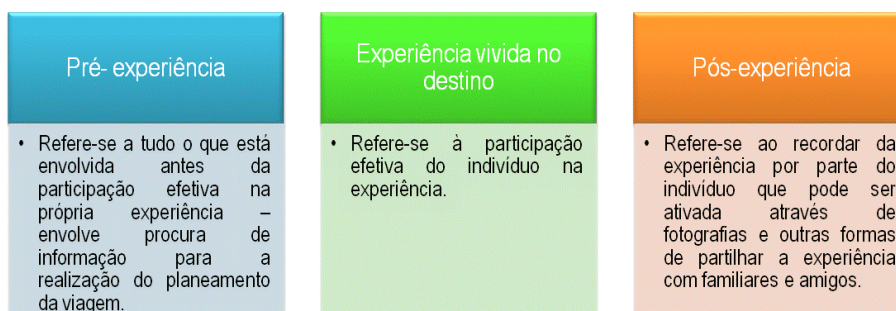 Pré- experiência
• Refere-se a tudo o que está
envolvida antes da
participação efetiva na
própria experiência –
envolve procura de
informação para a
realização do planeamento
da viagem.
Experiência vivida no
destino
• Refere-se à participação
efetiva do indivíduo na
experiência.
Pós-experiência
• Refere-se ao recordar da
experiência por parte do
indivíduo que pode ser
ativada através de
fotografias e outras formas
de partilhar a experiência
com familiares e amigos.